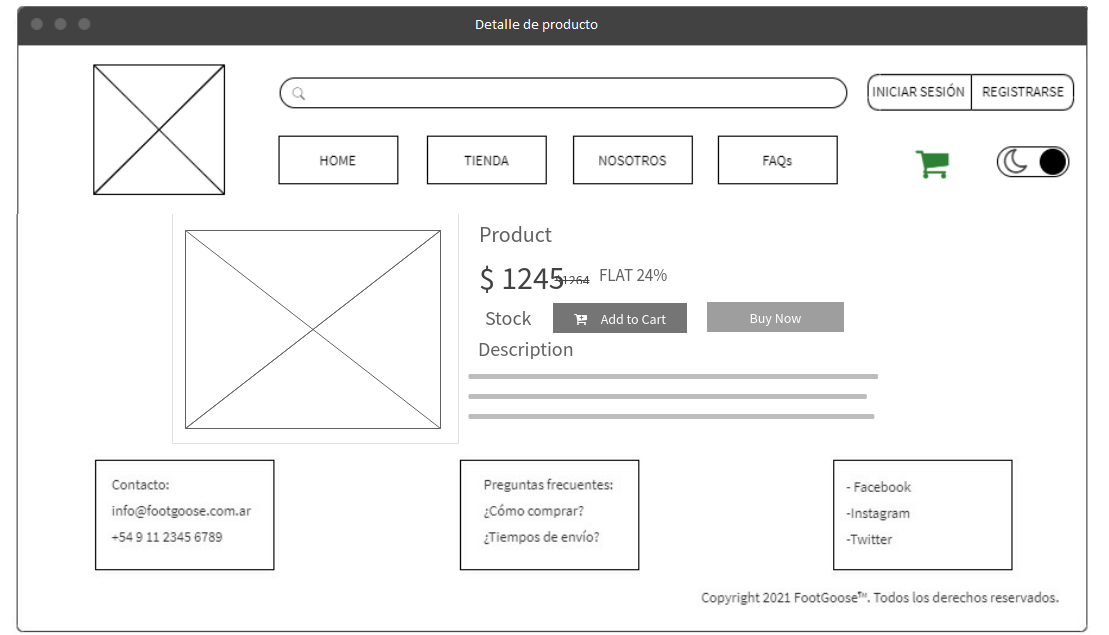 Detalle de producto
INICIAR SESIÓN REGISTRARSE
HOME TIENDA NOSOTROS FAQs
Product
$ 1245 $1264 FLAT 24%
Stock Add to Cart Buy Now
Description
Contacto:
info@footgoose.com.ar
+54 9 11 2345 6789
Preguntas frecuentes:
¿Cómo comprar?
¿Tiempos de envío?
- Facebook
-Instagram
-Twitter
Copyright 2021 FootGoose™. Todos los derechos reservados.